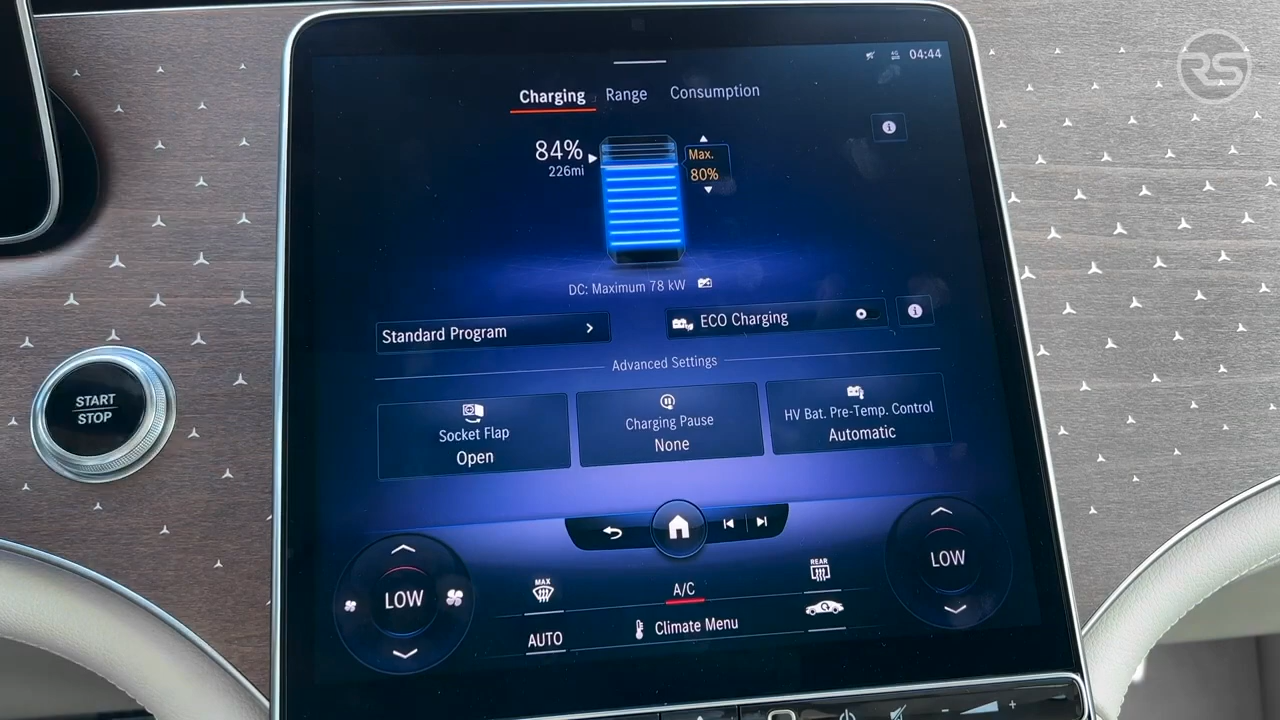 RS
04:44
Charging Range Consumption
84%
226mi
Max.
80%
DC: Maximum 78 kW
Standard Program
ECO Charging
Advanced Settings
Socket Flap
Open
Charging Pause
None
HV Bat. Pre-Temp. Control
Automatic
START
STOP
LOW
MAX
A/C
REAR
LOW
AUTO
Climate Menu